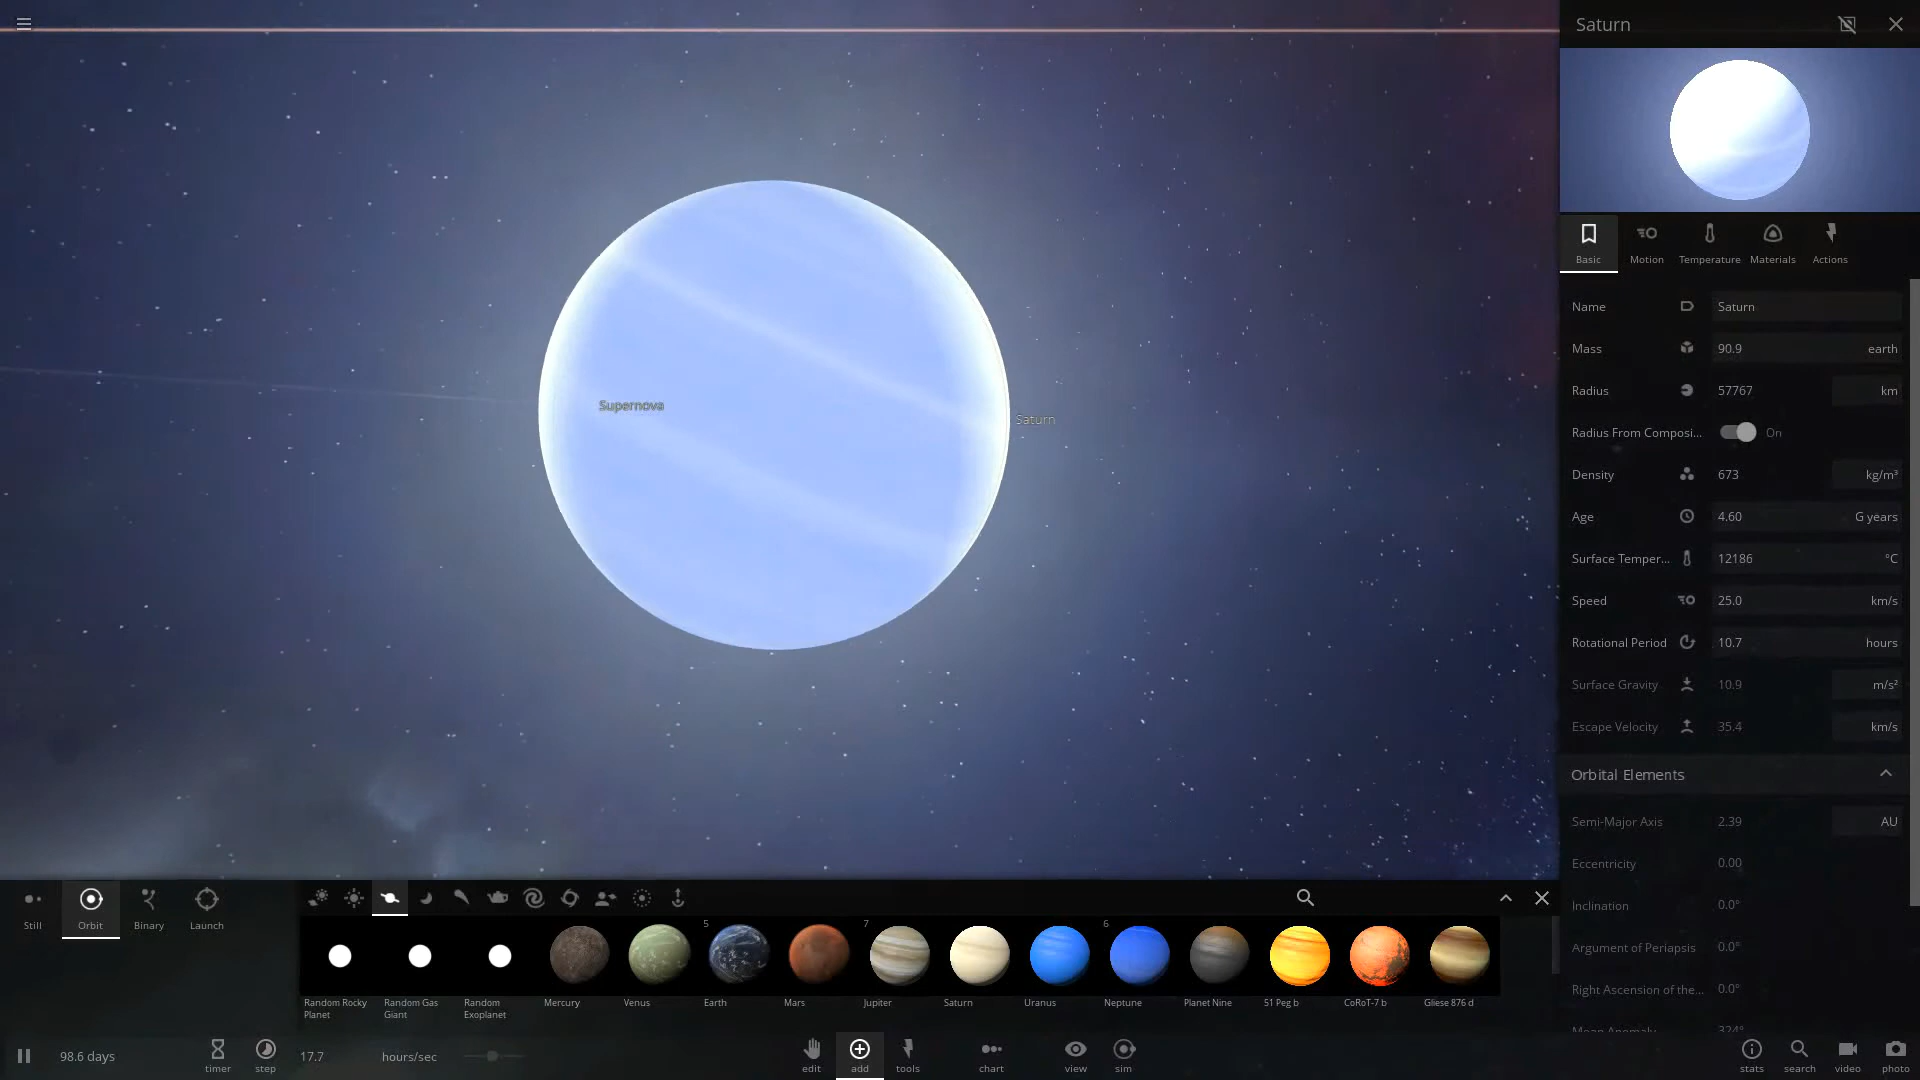 Saturn
Basic
Motion
Temperature
Materials
Actions
Name Saturn
Mass 90.9 earth
Radius 57767 km
Radius From Composi... On
Density 673 kg/m³
Age 4.60 G years
Surface Temper... 12186 °C
Speed 25.0 km/s
Rotational Period 10.7 hours
Surface Gravity 10.9 m/s²
Escape Velocity 35.4 km/s
Orbital Elements
Semi-Major Axis 2.39 AU
Eccentricity 0.00
Inclination 0.0°
Argument of Periapsis 0.0°
Right Ascension of the... 0.0°
Mean Anomaly 324°
Supernova
Saturn
Still
Orbit
Binary
Launch
5
7
6
Random Rocky
Planet
Random Gas
Giant
Random
Exoplanet
Mercury
Venus
Earth
Mars
Jupiter
Saturn
Uranus
Neptune
Planet Nine
51 Peg b
CoRoT-7 b
Gliese 876 d
98.6 days
timer
step
17.7 hours/sec
edit
add
tools
chart
view
sim
stats
search
video
photo